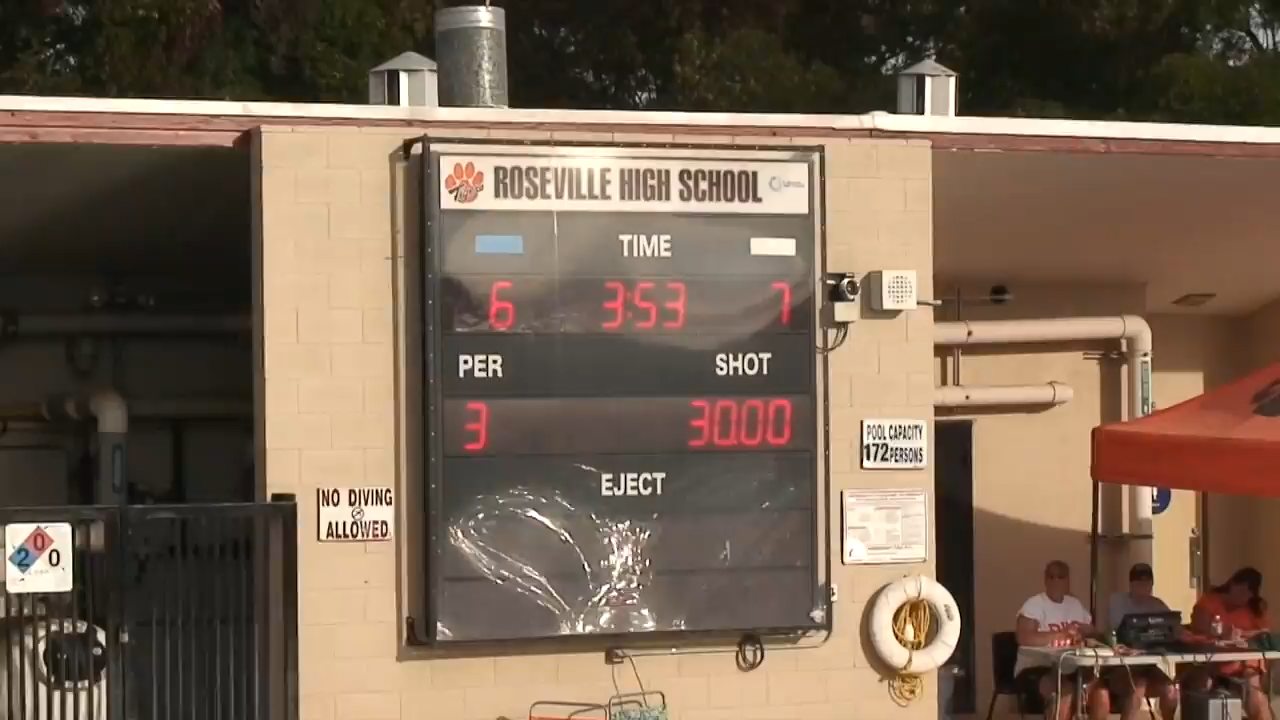 ROSEVILLE HIGH SCHOOL
TIME
6 3:53 7
PER SHOT
3 30.00
EJECT
POOL CAPACITY
172 PERSONS
NO DIVING
ALLOWED
0
2 0